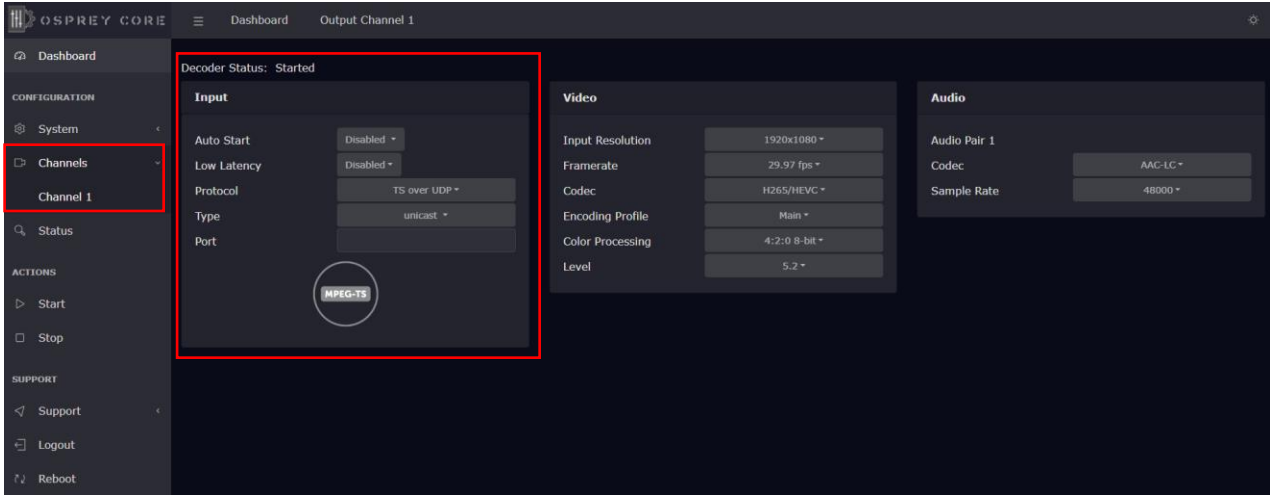 OSPREY CORE
Dashboard
Output Channel 1
Dashboard
CONFIGURATION
System
Channels
Channel 1
Status
ACTIONS
Start
Stop
SUPPORT
Support
Logout
Reboot
Decoder Status: Started
Input
Auto Start Disabled
Low Latency Disabled
Protocol TS over UDP
Type unicast
Port
MPEG-TS
Video
Input Resolution 1920x1080
Framerate 29.97 fps
Codec H265/HEVC
Encoding Profile Main
Color Processing 4:2:0 8-bit
Level 5.2
Audio
Audio Pair 1
Codec AAC-LC
Sample Rate 48000